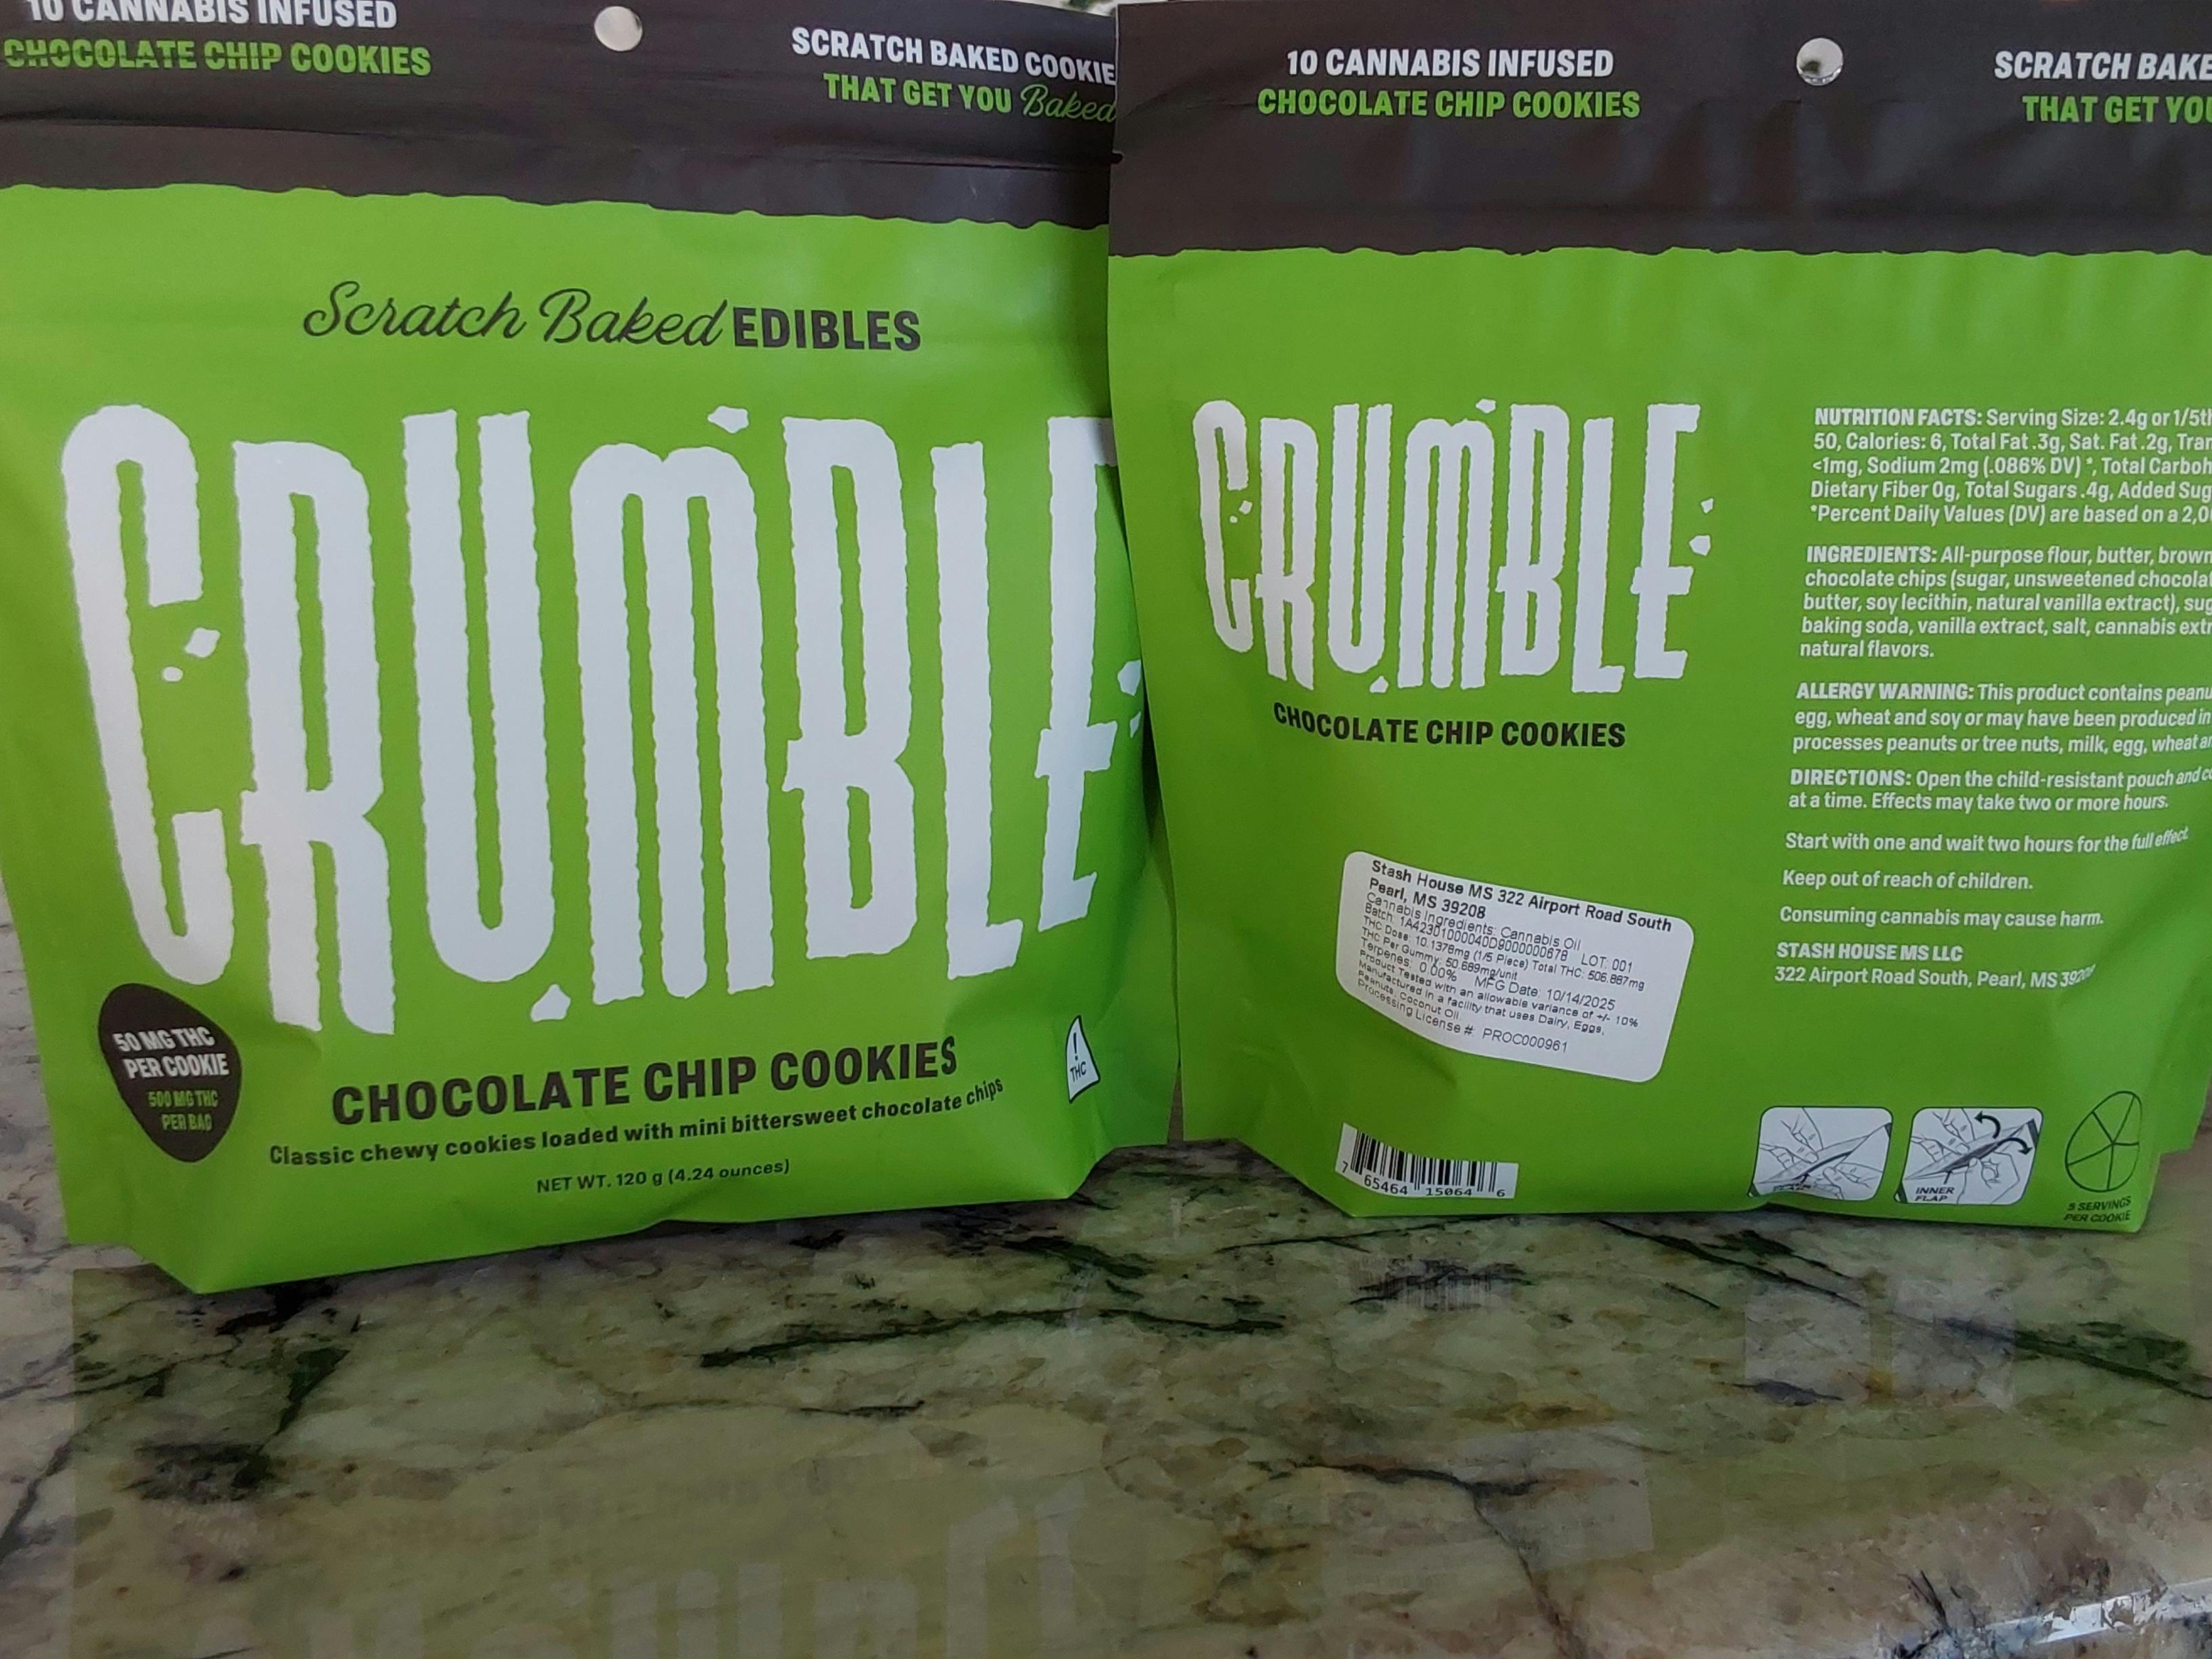 10 CANNABIS INFUSED
CHOCOLATE CHIP COOKIES
SCRATCH BAKED COOKIE
THAT GET YOU Baked
Scratch Baked EDIBLES
CRUMBLE
50 MG THC
PER COOKIE
500 MG THC
PER BAG
CHOCOLATE CHIP COOKIES
Classic chewy cookies loaded with mini bittersweet chocolate chips
NET WT. 120 g (4.24 ounces)
!
THC
10 CANNABIS INFUSED
CHOCOLATE CHIP COOKIES
SCRATCH BAKE
THAT GET YOU
CRUMBLE
CHOCOLATE CHIP COOKIES
Stash House MS 322 Airport Road South
Pearl, MS 39208
Cannabis Ingredients: Cannabis Oil
Batch: 1A42301000040D9000000678 LOT: 001
THC Dose: 10.1378mg (1/5 Piece) Total THC: 506.887mg
THC Per Gummy: 50.689mg/unit
Terpenes: 0.00% MFG Date: 10/14/2025
Product Tested with an allowable variance of +/- 10%
Manufactured in a facility that uses Dairy, Eggs,
Peanuts, Coconut Oil
Processing License # PROC000961
7 65464 15064 6
NUTRITION FACTS: Serving Size: 2.4g or 1/5th
50, Calories: 6, Total Fat .3g, Sat. Fat .2g, Tran
<1mg, Sodium 2mg (.086% DV) *, Total Carboh
Dietary Fiber 0g, Total Sugars .4g, Added Sug
*Percent Daily Values (DV) are based on a 2,00
INGREDIENTS: All-purpose flour, butter, brown
chocolate chips (sugar, unsweetened chocolat
butter, soy lecithin, natural vanilla extract), sug
baking soda, vanilla extract, salt, cannabis extr
natural flavors.
ALLERGY WARNING: This product contains peanu
egg, wheat and soy or may have been produced in
processes peanuts or tree nuts, milk, egg, wheat an
DIRECTIONS: Open the child-resistant pouch and co
at a time. Effects may take two or more hours.
Start with one and wait two hours for the full effect.
Keep out of reach of children.
Consuming cannabis may cause harm.
STASH HOUSE MS LLC
322 Airport Road South, Pearl, MS 39208
INNER
FLAP
5 SERVINGS
PER COOKIE